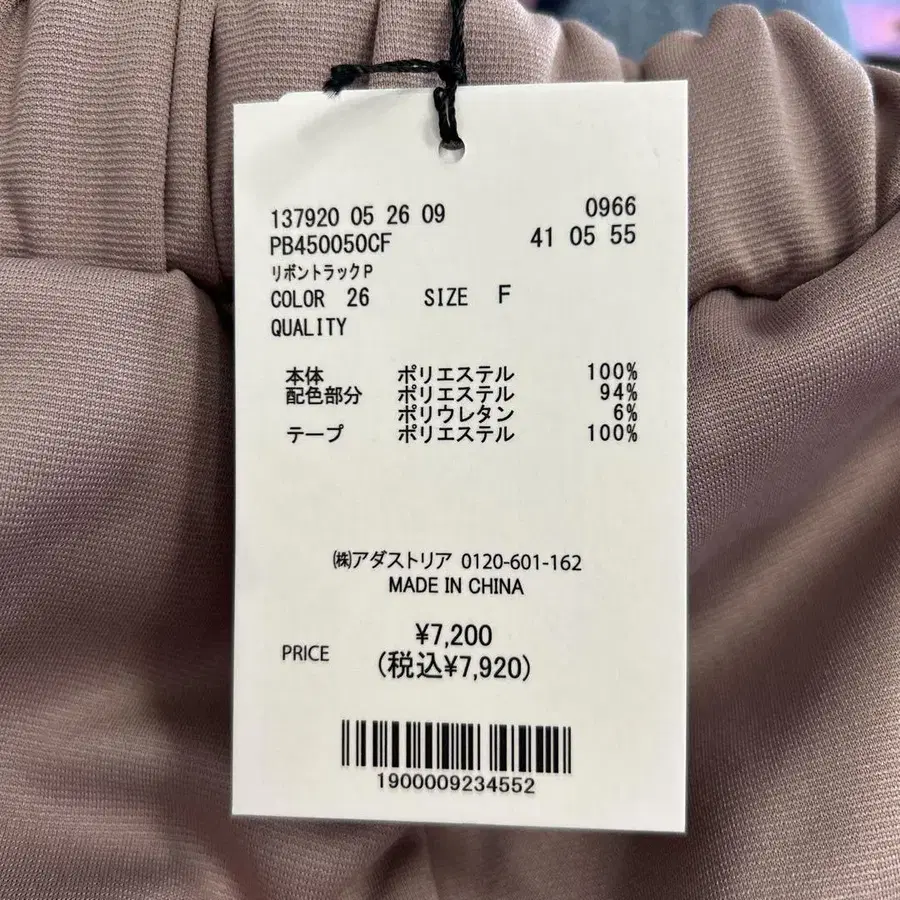 137920 05 26 09 0966
PB450050CF 41 05 55
リボントラックP
COLOR 26 SIZE F
QUALITY
本体 ポリエステル 100%
配色部分 ポリエステル 94%
ポリウレタン 6%
テープ ポリエステル 100%
㈱アダストリア 0120-601-162
MADE IN CHINA
PRICE ¥7,200
(税込¥7,920)
1900009234552